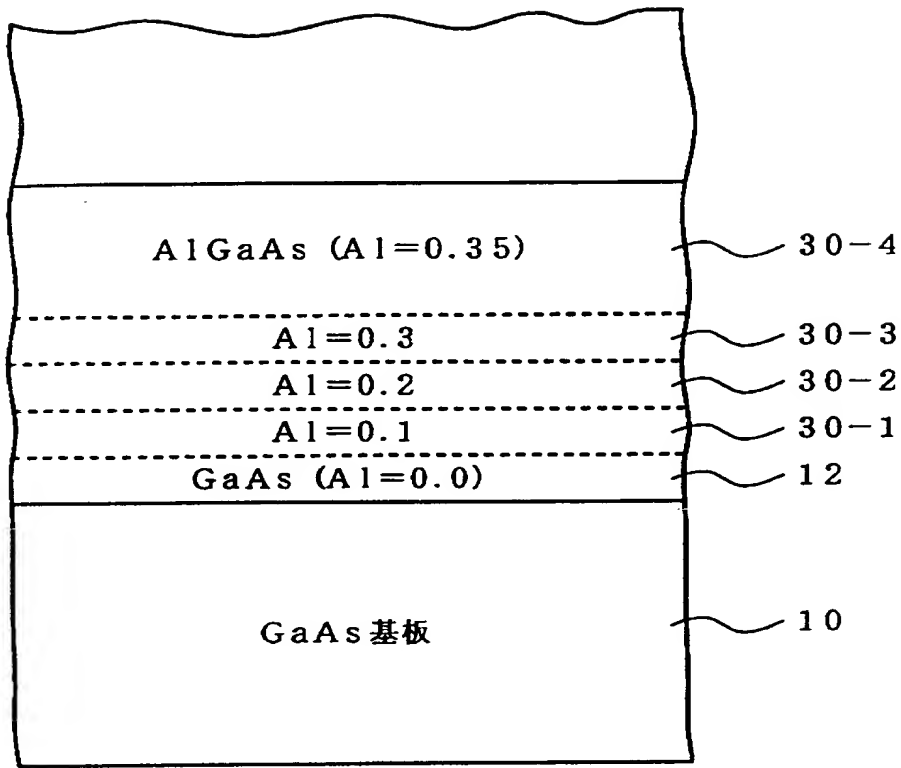 AlGaAs (Al=0.35) 30-4
Al=0.3 30-3
Al=0.2 30-2
Al=0.1 30-1
GaAs (Al=0.0) 12
GaAs基板 10